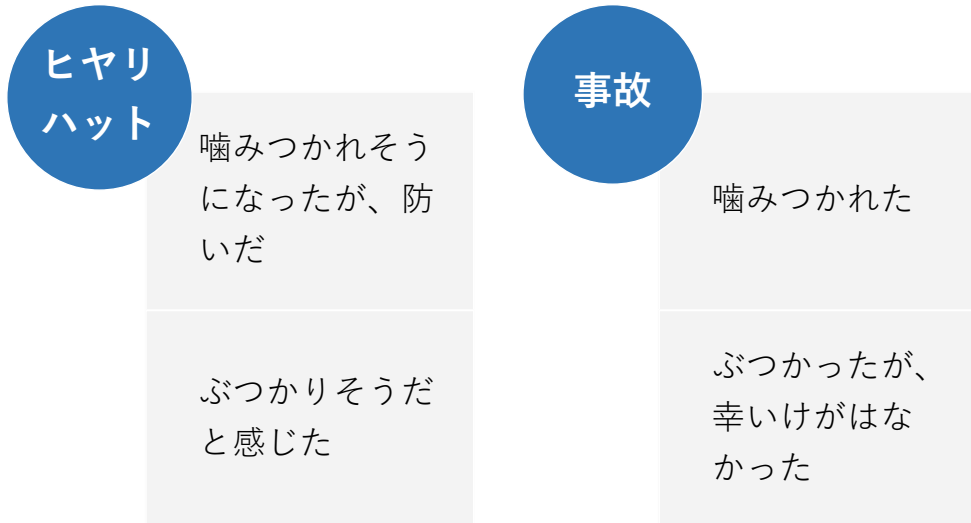 ヒヤリ
ハット
噛みつかれそう
になったが、防
いだ
ぶつかりそうだ
と感じた
事故
噛みつかれた
ぶつかったが、
幸いけがはな
かった